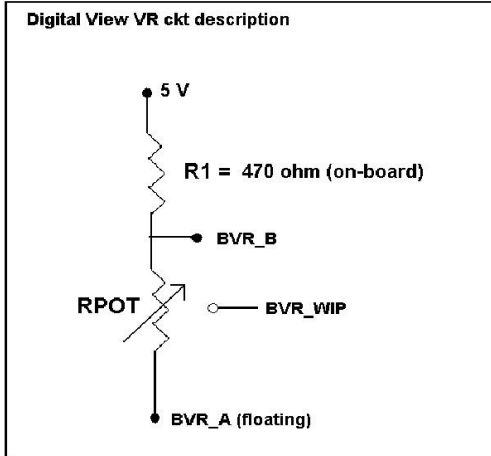 Digital View VR ckt description
5 V
R1 = 470 ohm (on-board)
BVR_B
RPOT
BVR_WIP
BVR_A (floating)